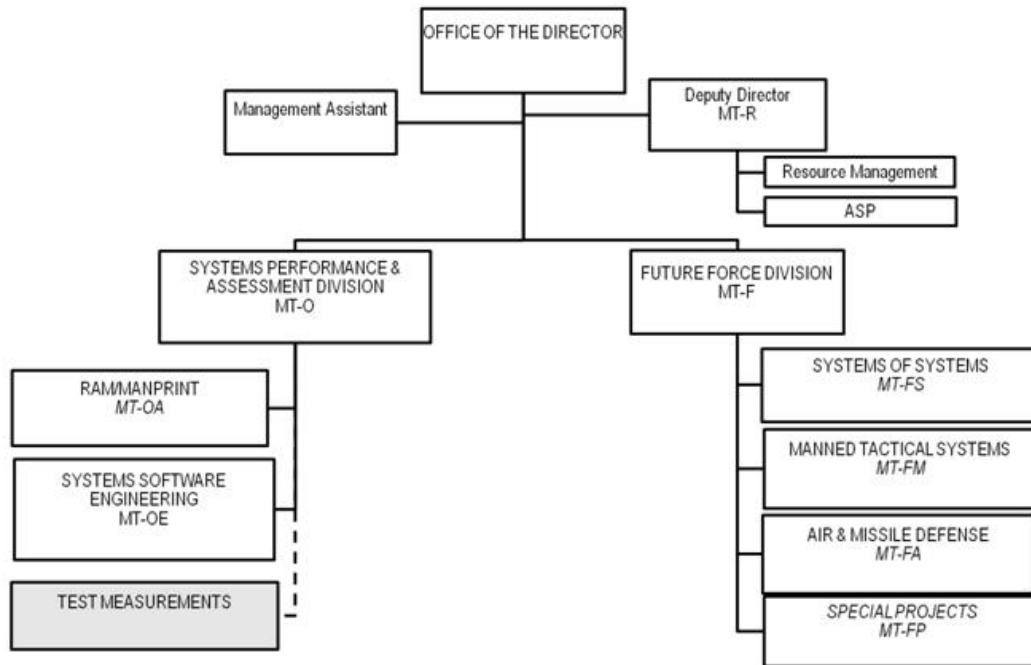 OFFICE OF THE DIRECTOR
Management Assistant
Deputy Director
MT-R
Resource Management
ASP
SYSTEMS PERFORMANCE &
ASSESSMENT DIVISION
MT-O
FUTURE FORCE DIVISION
MT-F
RAM/MANPRINT
MT-OA
SYSTEMS SOFTWARE
ENGINEERING
MT-OE
TEST MEASUREMENTS
SYSTEMS OF SYSTEMS
MT-FS
MANNED TACTICAL SYSTEMS
MT-FM
AIR & MISSILE DEFENSE
MT-FA
SPECIAL PROJECTS
MT-FP